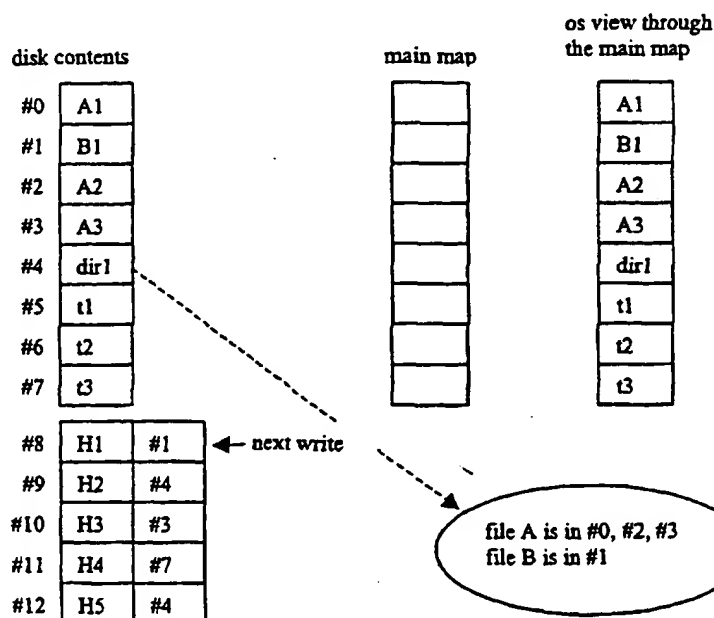 os view through
disk contents main map the main map
#0 A1 A1
#1 B1 B1
#2 A2 A2
#3 A3 A3
#4 dir1 dir1
#5 t1 t1
#6 t2 t2
#7 t3 t3
#8 H1 #1 next write
#9 H2 #4
#10 H3 #3 file A is in #0, #2, #3
#11 H4 #7 file B is in #1
#12 H5 #4